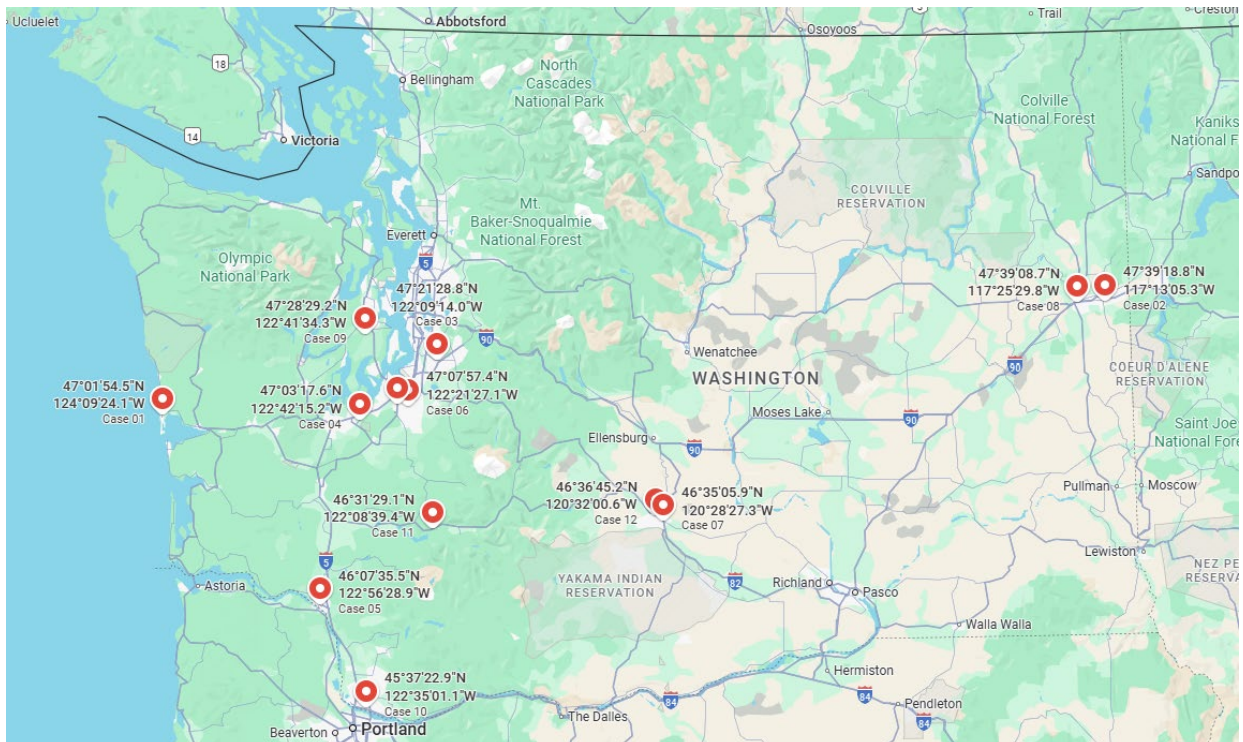 Ucluelet
Abbotsford
5
Trail
Creston
Osoyoos
18
Bellingham
North
Cascades
National Park
Colville
National Forest
Kaniks
National F
14
Victoria
Sandpo
COLVILLE
RESERVATION
Mt.
Baker-Snoqualmie
National Forest
Everett
5
Olympic
National Park
47°21'28.8"N
122°09'14.0"W
Case 03
47°28'29.2"N
122°41'34.3"W
Case 09
47°39'08.7"N
117°25'29.8"W
Case 08
47°39'18.8"N
117°13'05.3"W
Case 02
90
Wenatchee
WASHINGTON
90
COEUR D'ALENE
RESERVATION
47°01'54.5"N
124°09'24.1"W
Case 01
47°03'17.6"N
122°42'15.2"W
Case 04
47°07'57.4"N
122°21'27.1"W
Case 06
Moses Lake
90
Saint Joe
National Forest
Ellensburg
90
46°31'29.1"N
122°08'39.4"W
Case 11
46°36'45.2"N
120°32'00.6"W
Case 12
46°35'05.9"N
120°28'27.3"W
Case 07
Pullman
Moscow
Lewiston
NEZ PE
RESERVA
5
46°07'35.5"N
122°56'28.9"W
Case 05
Astoria
YAKAMA INDIAN
RESERVATION
82
Richland
Pasco
Walla Walla
45°37'22.9"N
122°35'01.1"W
Case 10
Hermiston
84
84
Pendleton
84
The Dalles
Beaverton
Portland